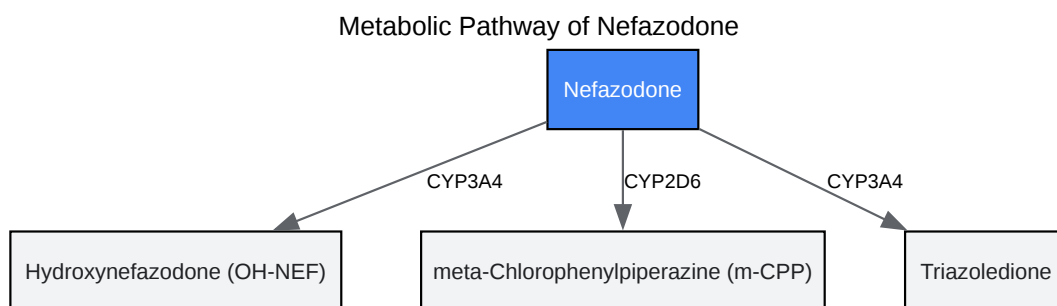 Metabolic Pathway of Nefazodone
Nefazodone
CYP3A4
CYP2D6
CYP3A4
Hydroxynefazodone (OH-NEF)
meta-Chlorophenylpiperazine (m-CPP)
Triazoledione